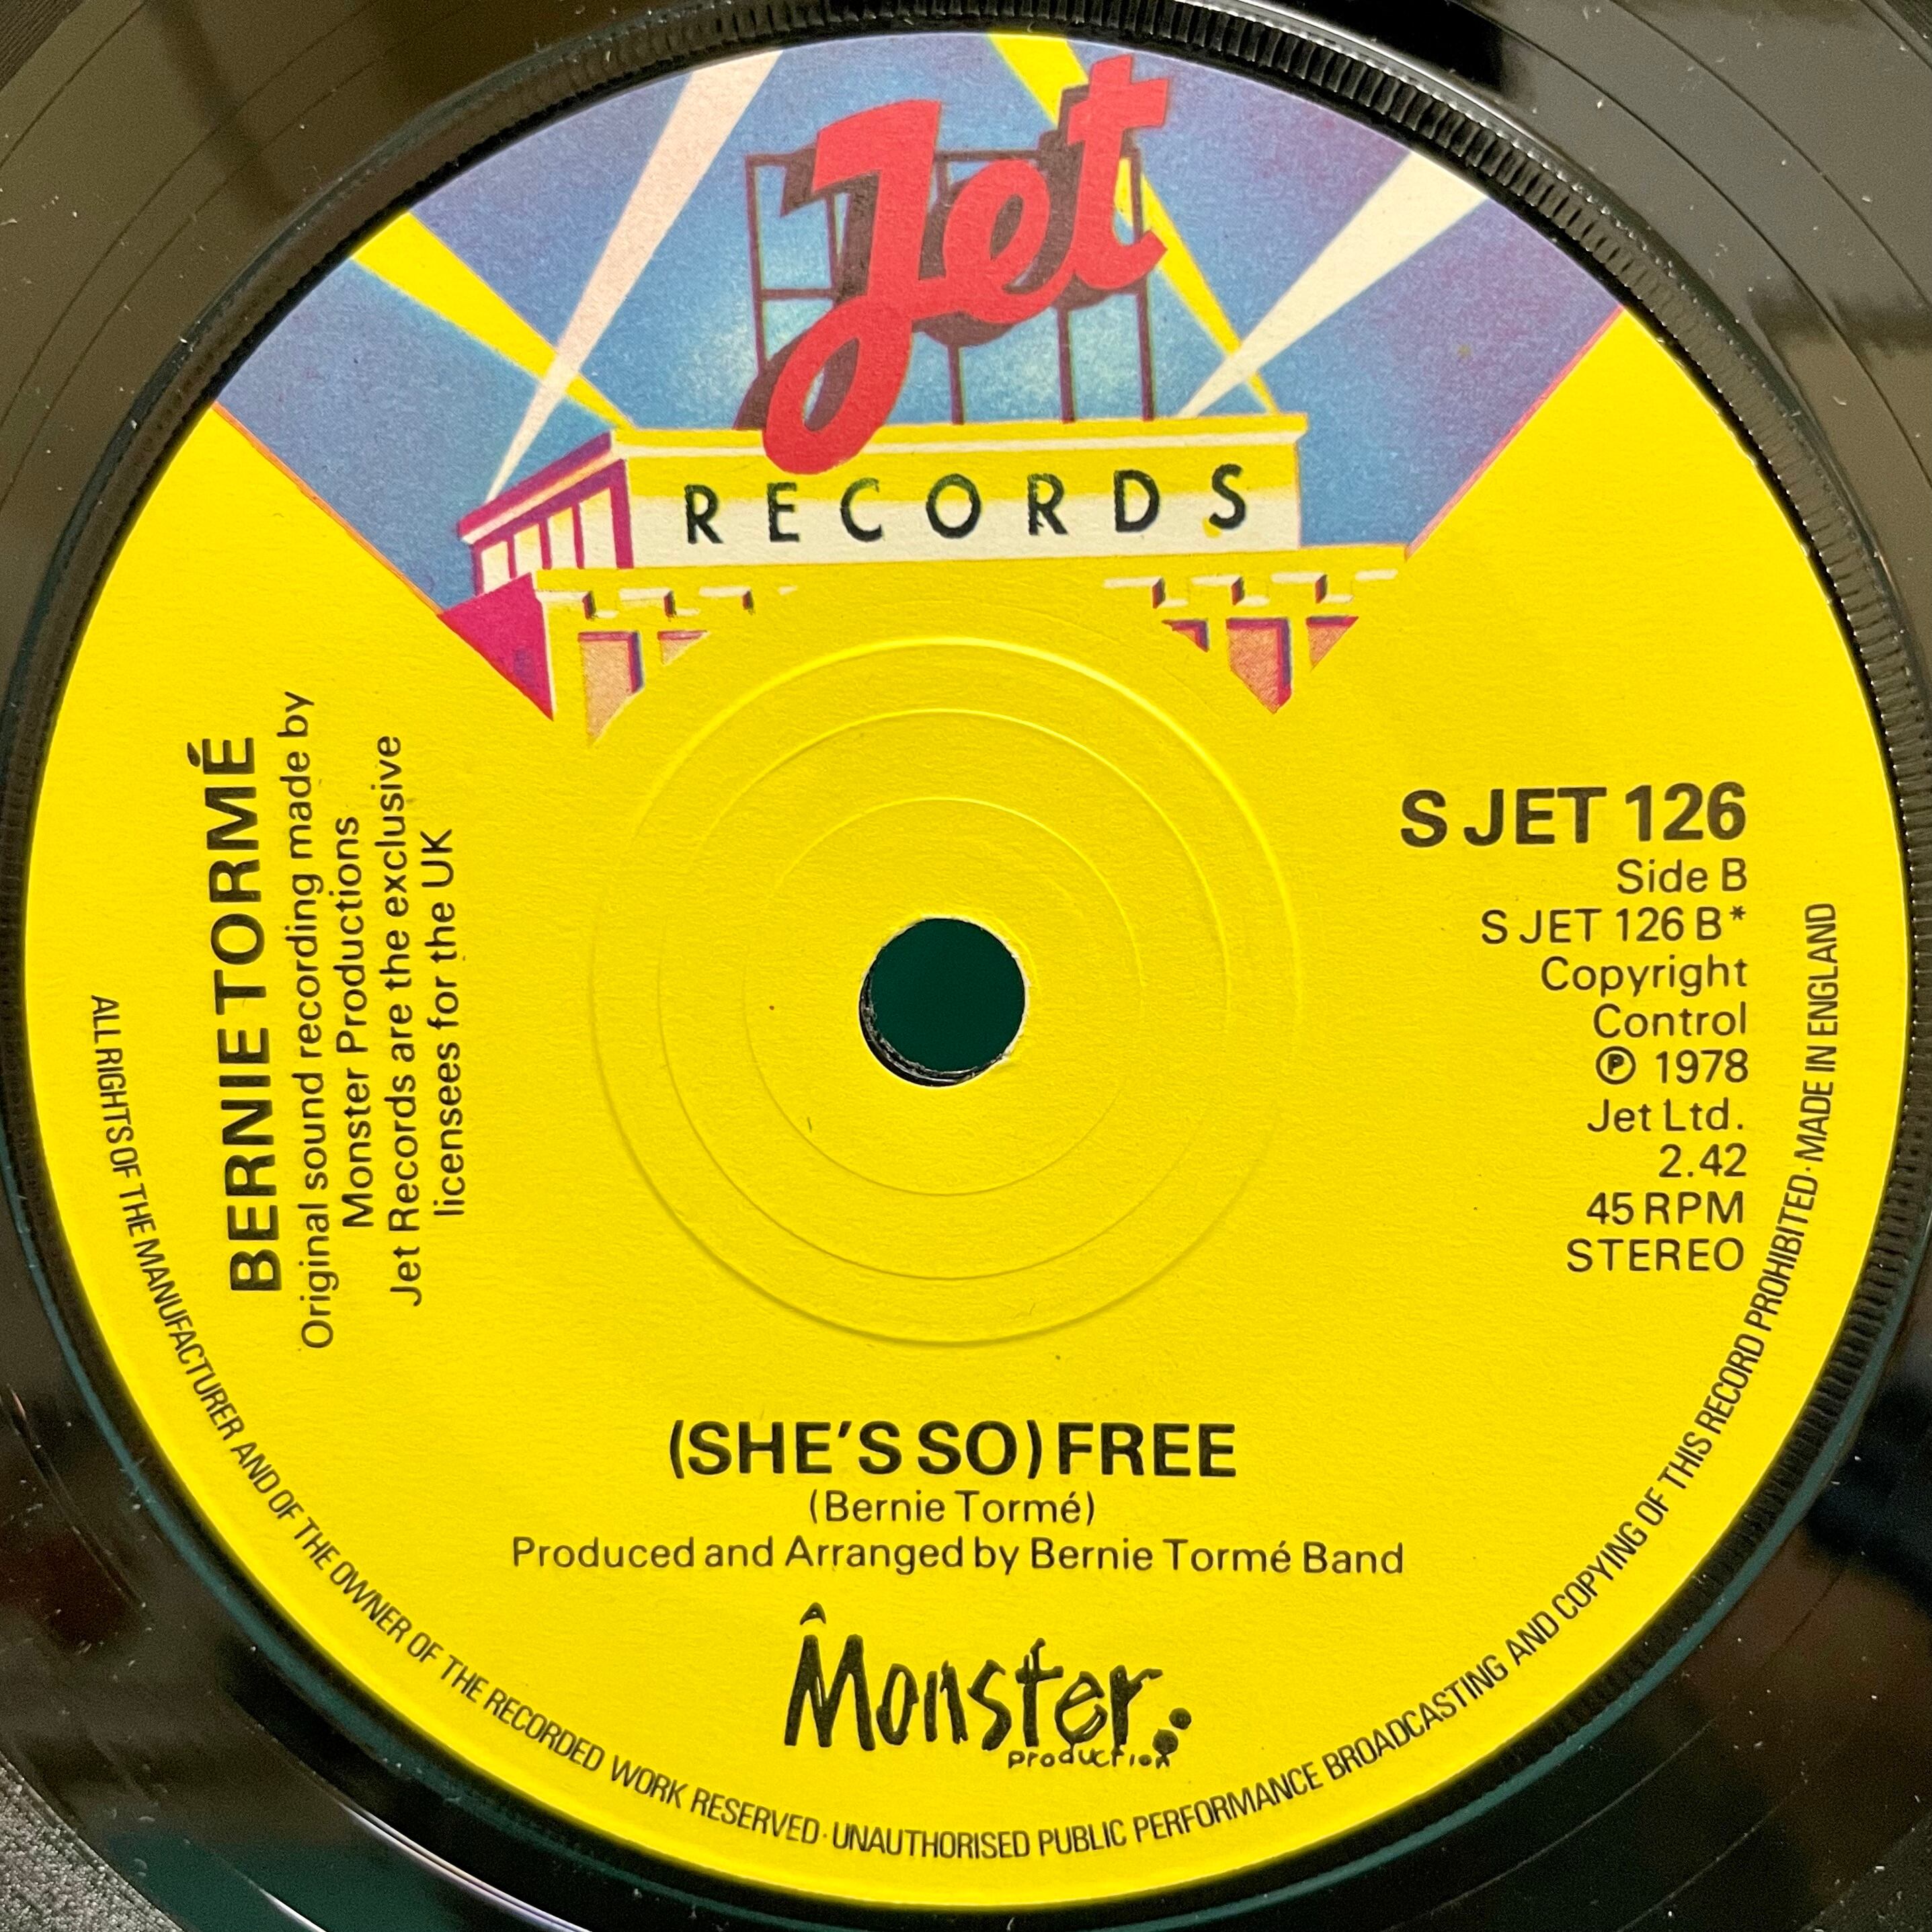 Jet
RECORDS
BERNIE TORMÉ
Original sound recording made by
Monster Productions
Jet Records are the exclusive
licensees for the UK
S JET 126
Side B
S JET 126 B*
Copyright
Control
℗ 1978
Jet Ltd.
2.42
45 RPM
STEREO
(SHE'S SO) FREE
(Bernie Tormé)
Produced and Arranged by Bernie Tormé Band
A
Monster
production
ALL RIGHTS OF THE MANUFACTURER AND OF THE OWNER OF THE RECORDED WORK RESERVED · UNAUTHORISED PUBLIC PERFORMANCE BROADCASTING AND COPYING OF THIS RECORD PROHIBITED · MADE IN ENGLAND